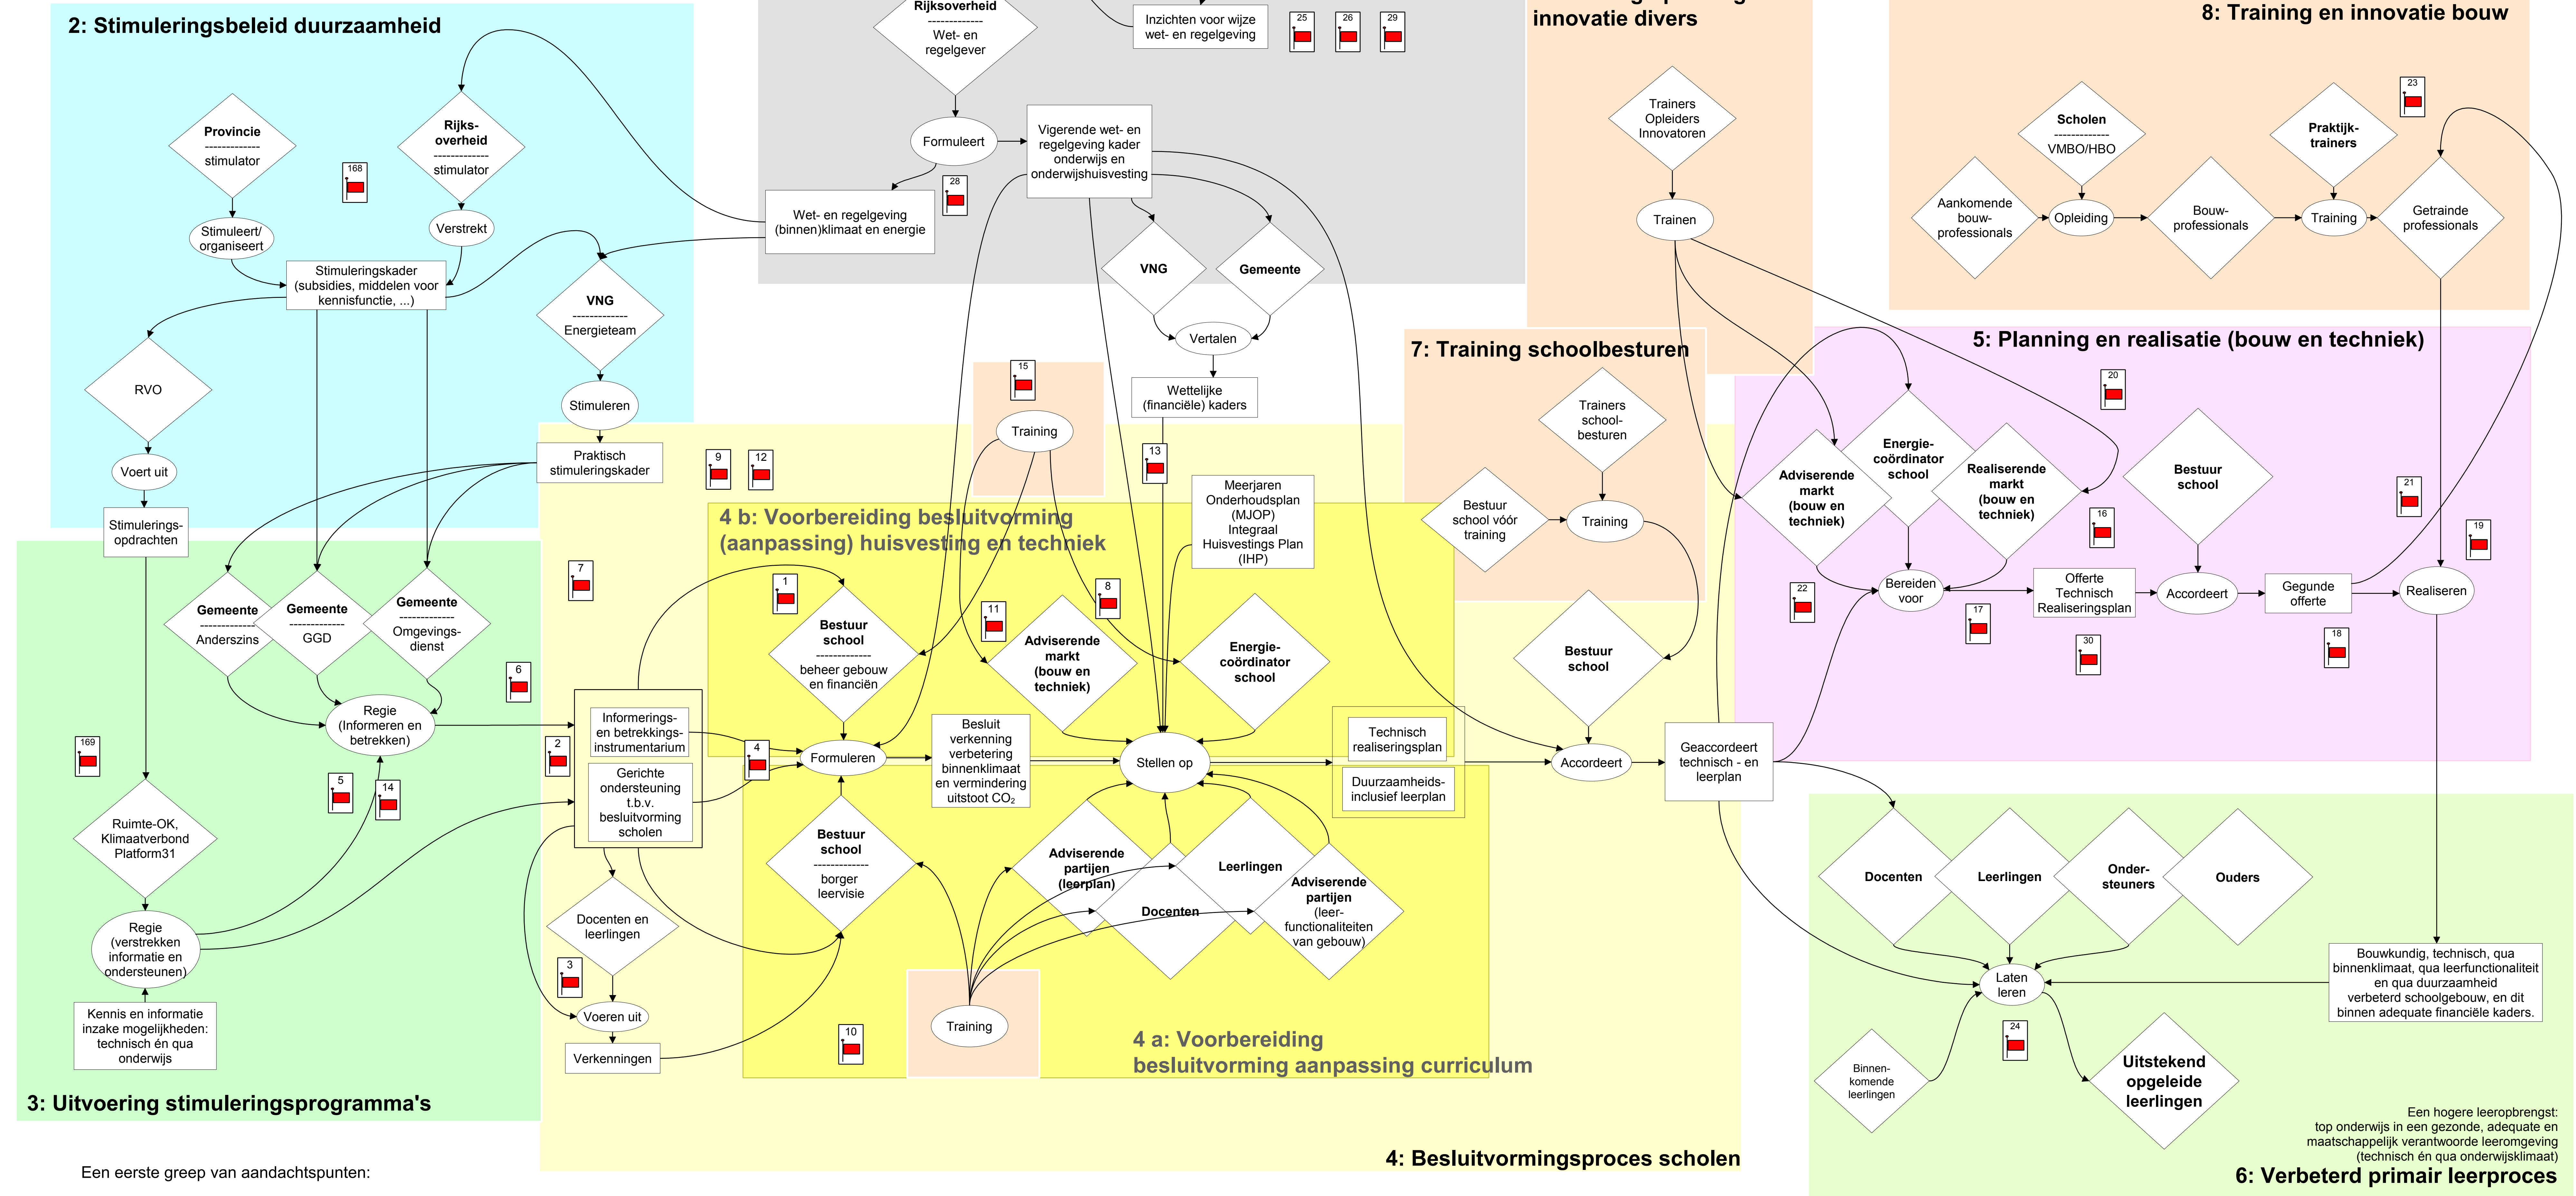 2: Stimuleringsbeleid duurzaamheid
Provincie
-------------
stimulator
Rijks-
overheid
-------------
stimulator
168
Stimuleert/
organiseert
Verstrekt
Stimuleringskader
(subsidies, middelen voor
kennisfunctie, ...)
VNG
-------------
Energieteam
RVO
Stimuleren
Voert uit
Praktisch
stimuleringskader
Stimulerings-
opdrachten
Rijksoverheid
-------------
Wet- en
regelgever
Inzichten voor wijze
wet- en regelgeving
25
26
29
Formuleert
Vigerende wet- en
regelgeving kader
onderwijs en
onderwijshuisvesting
28
Wet- en regelgeving
(binnen)klimaat en energie
VNG
Gemeente
Vertalen
Wettelijke
(financiële) kaders
innovatie divers
Trainers
Opleiders
Innovatoren
Trainen
8: Training en innovatie bouw
23
Scholen
-------------
VMBO/HBO
Praktijk-
trainers
Aankomende
bouw-
professionals
Opleiding
Bouw-
professionals
Training
Getrainde
professionals
7: Training schoolbesturen
Trainers
school-
besturen
Bestuur
school vóór
training
Training
Bestuur
school
Accordeert
Geaccordeert
technisch - en
leerplan
5: Planning en realisatie (bouw en techniek)
20
Adviserende
markt
(bouw en
techniek)
Energie-
coördinator
school
Realiserende
markt
(bouw en
techniek)
Bestuur
school
16
21
19
22
Bereiden
voor
17
Offerte
Technisch
Realiseringsplan
30
Accordeert
Gegunde
offerte
18
Realiseren
3: Uitvoering stimuleringsprogramma's
Gemeente
-------------
Anderszins
Gemeente
-------------
GGD
Gemeente
-------------
Omgevings-
dienst
Regie
(Informeren en
betrekken)
169
5
14
Ruimte-OK,
Klimaatverbond
Platform31
Regie
(verstrekken
informatie en
ondersteunen)
Kennis en informatie
inzake mogelijkheden:
technisch én qua
onderwijs
7
6
2
9
12
15
Training
13
4 b: Voorbereiding besluitvorming
(aanpassing) huisvesting en techniek
Meerjaren
Onderhoudsplan
(MJOP)
Integraal
Huisvestings Plan
(IHP)
1
11
8
Bestuur
school
-------------
beheer gebouw
en financiën
Adviserende
markt
(bouw en
techniek)
Energie-
coördinator
school
Informerings-
en betrekkings-
instrumentarium
Gerichte
ondersteuning
t.b.v.
besluitvorming
scholen
4
Formuleren
Besluit
verkenning
verbetering
binnenklimaat
en vermindering
uitstoot CO₂
Stellen op
Technisch
realiseringsplan
Duurzaamheids-
inclusief leerplan
Bestuur
school
-------------
borger
leervisie
Adviserende
partijen
(leerplan)
Docenten
Leerlingen
Adviserende
partijen
(leer-
functionaliteiten
van gebouw)
Docenten en
leerlingen
3
Voeren uit
Verkenningen
10
Training
4 a: Voorbereiding
besluitvorming aanpassing curriculum
4: Besluitvormingsproces scholen
Docenten
Leerlingen
Onder-
steuners
Ouders
Laten
leren
24
Bouwkundig, technisch, qua
binnenklimaat, qua leerfunctionaliteit
en qua duurzaamheid
verbeterd schoolgebouw, en dit
binnen adequate financiële kaders.
Binnen-
komende
leerlingen
Uitstekend
opgeleide
leerlingen
Een hogere leeropbrengst:
top onderwijs in een gezonde, adequate en
maatschappelijk verantwoorde leeromgeving
(technisch én qua onderwijsklimaat)
6: Verbeterd primair leerproces
Een eerste greep van aandachtspunten: